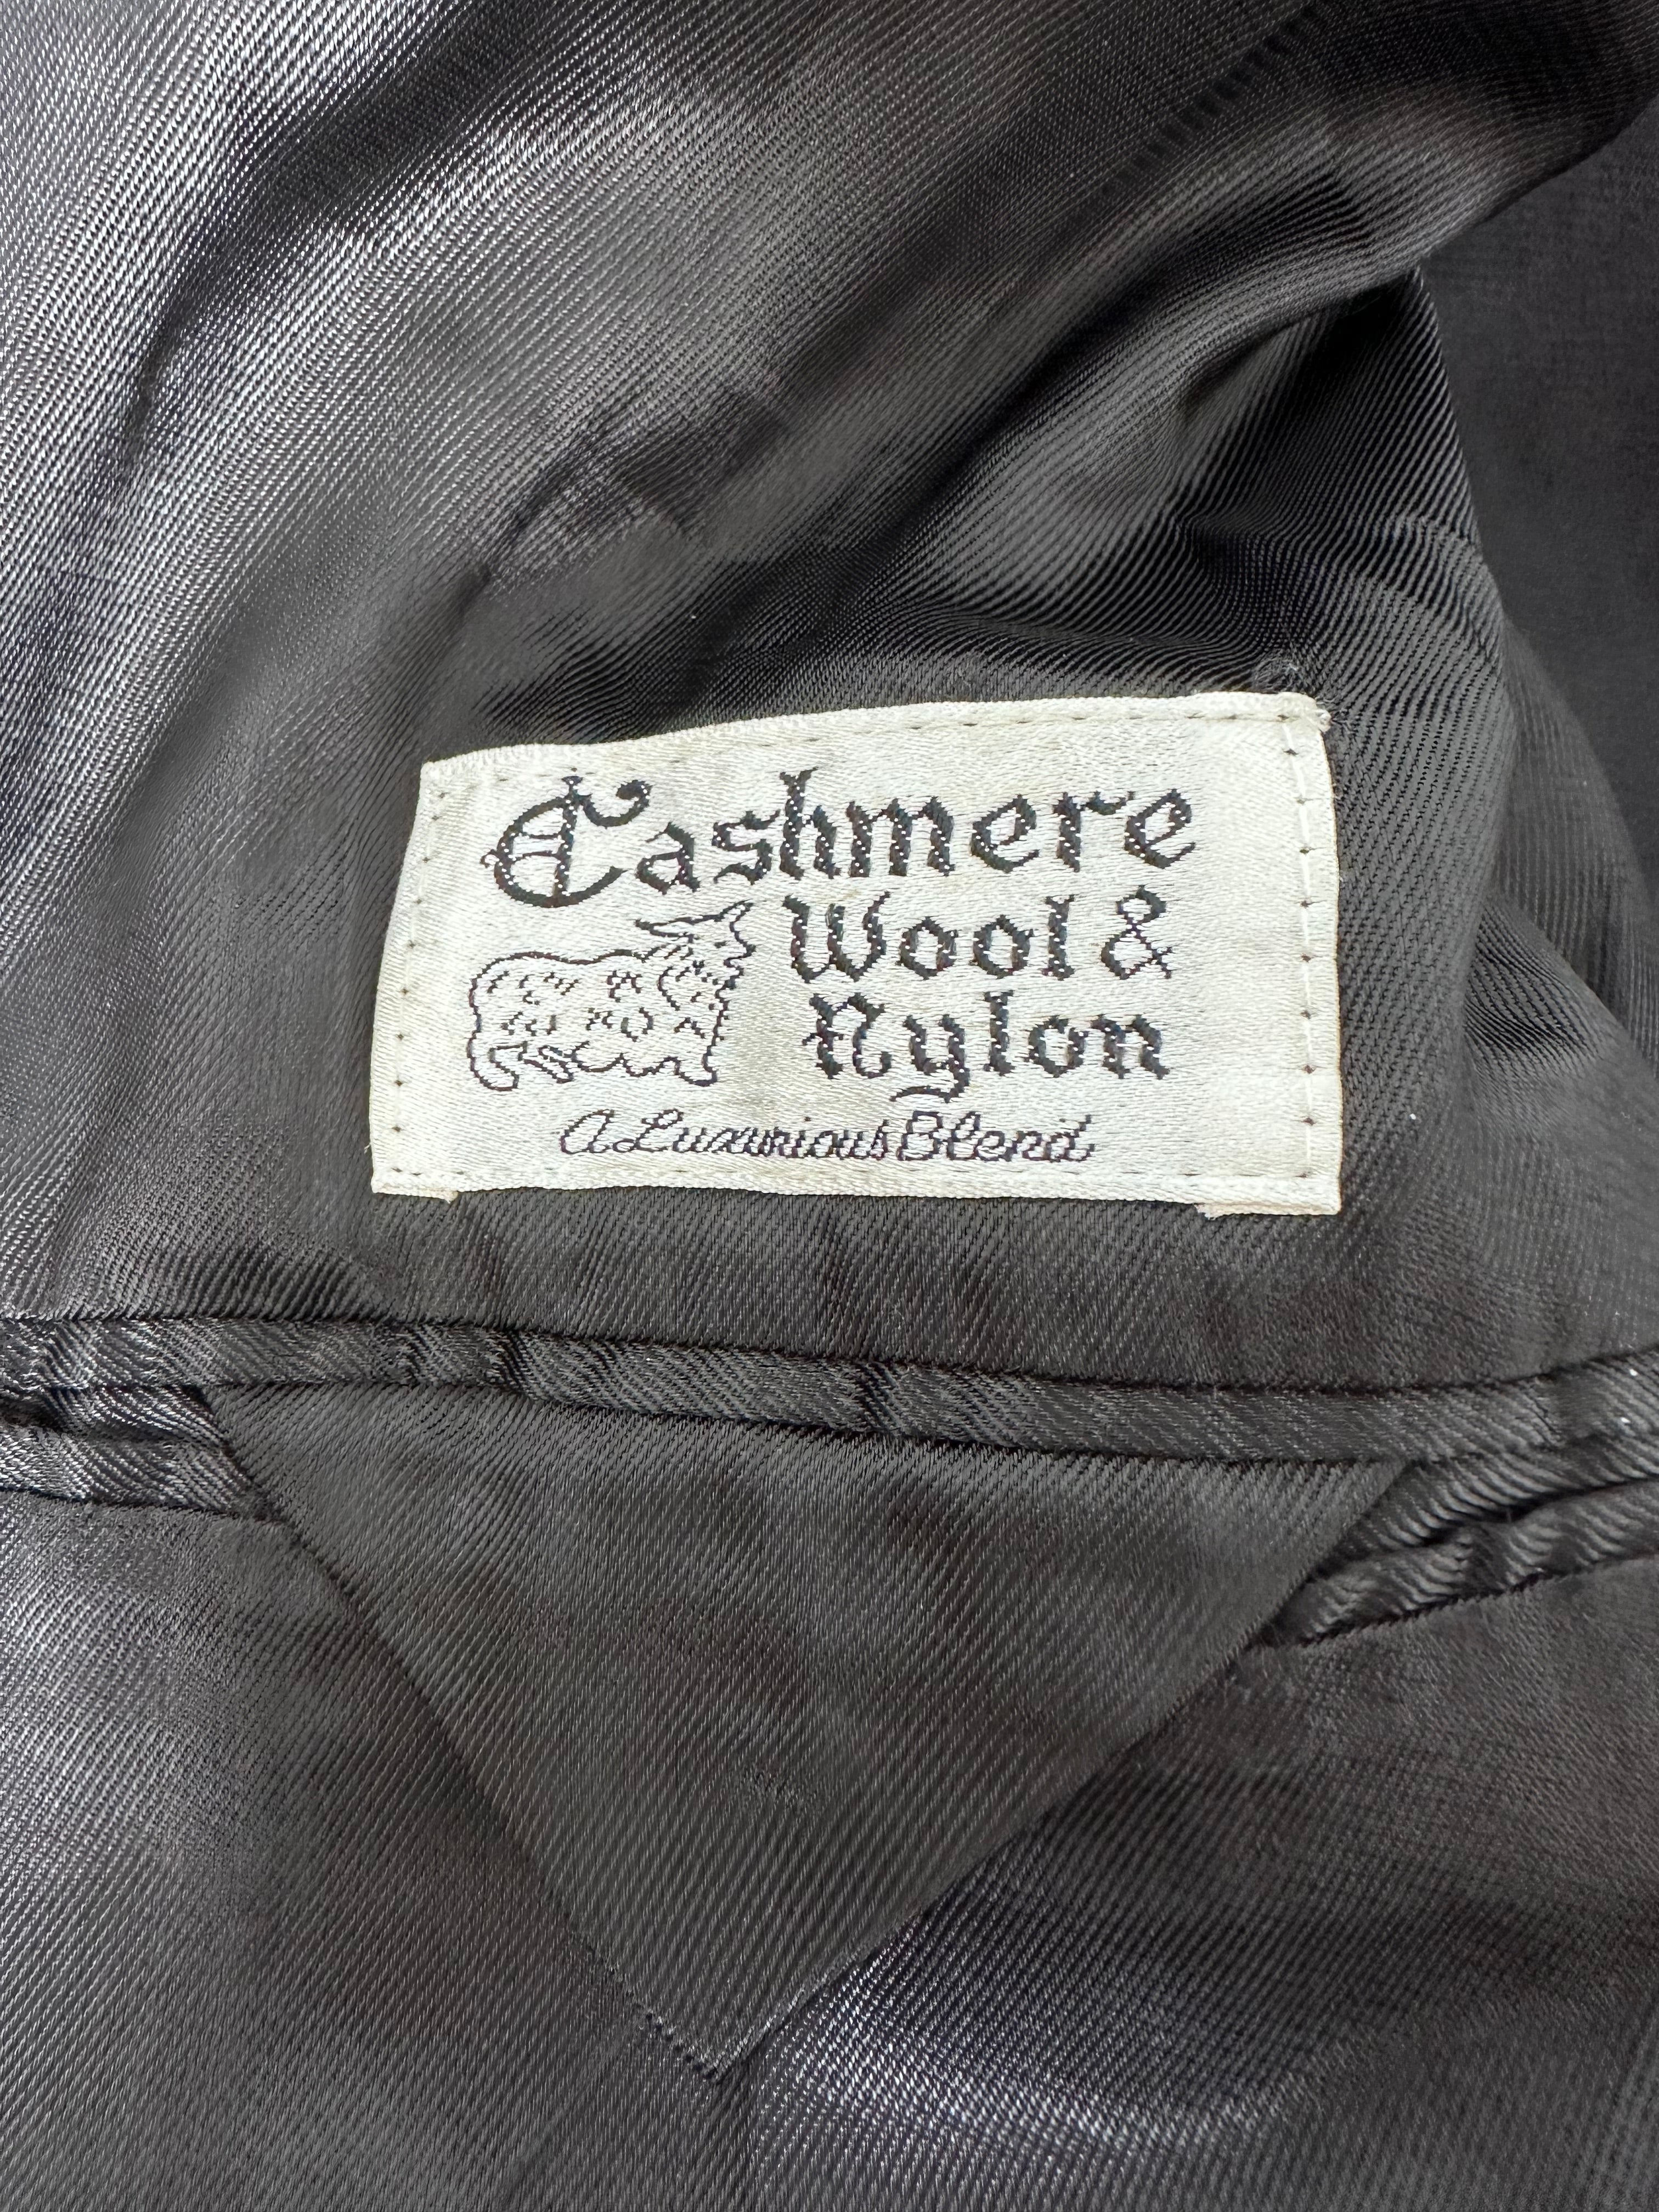 Cashmere
Wool &
Nylon
A Luxurious Blend